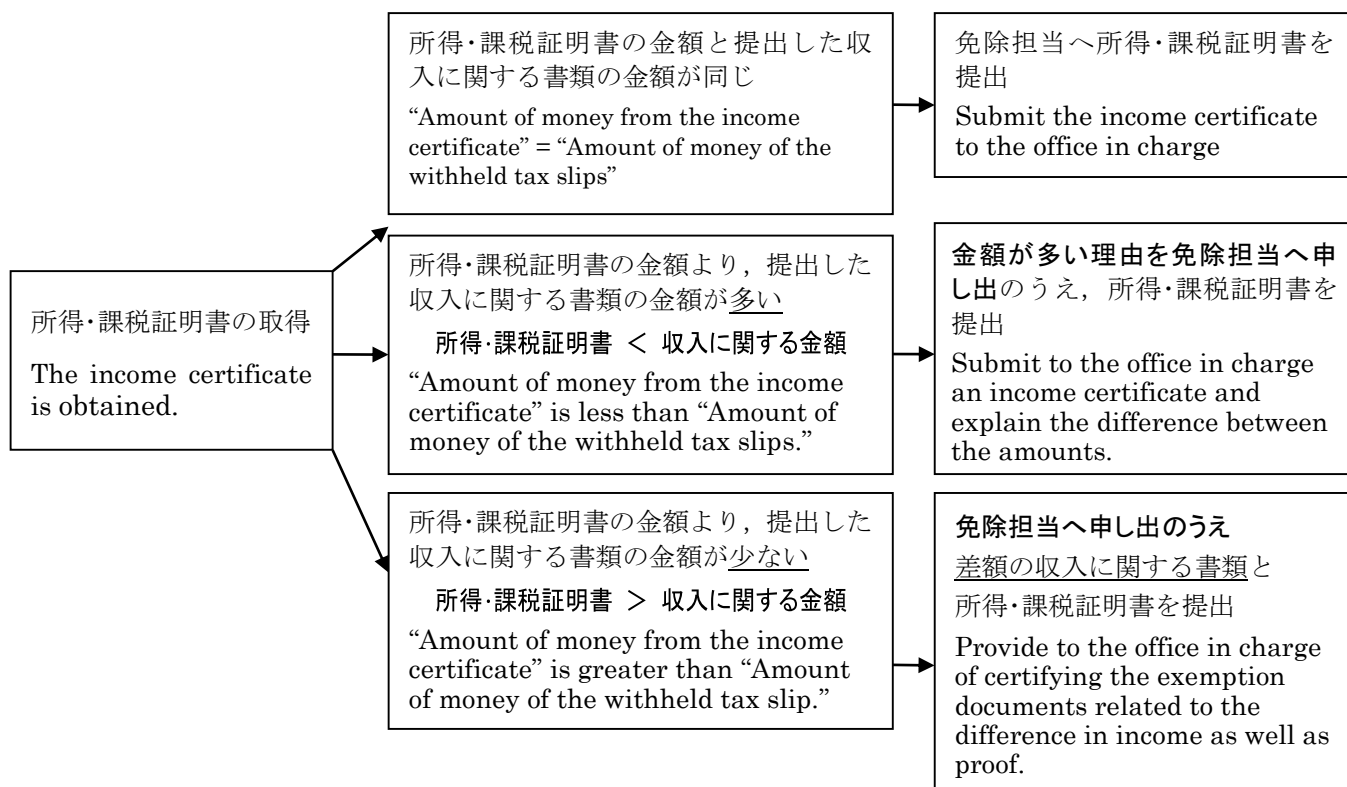 所得・課税証明書の取得
The income certificate
is obtained.
所得・課税証明書の金額と提出した収
入に関する書類の金額が同じ
“Amount of money from the income
certificate” = “Amount of money of the
withheld tax slips”
免除担当へ所得・課税証明書を
提出
Submit the income certificate
to the office in charge
所得・課税証明書の金額より，提出した
収入に関する書類の金額が多い
所得・課税証明書 ＜ 収入に関する金額
“Amount of money from the income
certificate” is less than “Amount of
money of the withheld tax slips.”
金額が多い理由を免除担当へ申
し出のうえ，所得・課税証明書を
提出
Submit to the office in charge
an income certificate and
explain the difference between
the amounts.
所得・課税証明書の金額より，提出した
収入に関する書類の金額が少ない
所得・課税証明書 ＞ 収入に関する金額
“Amount of money from the income
certificate” is greater than “Amount
of money of the withheld tax slip.”
免除担当へ申し出のうえ
差額の収入に関する書類と
所得・課税証明書を提出
Provide to the office in charge
of certifying the exemption
documents related to the
difference in income as well as
proof.